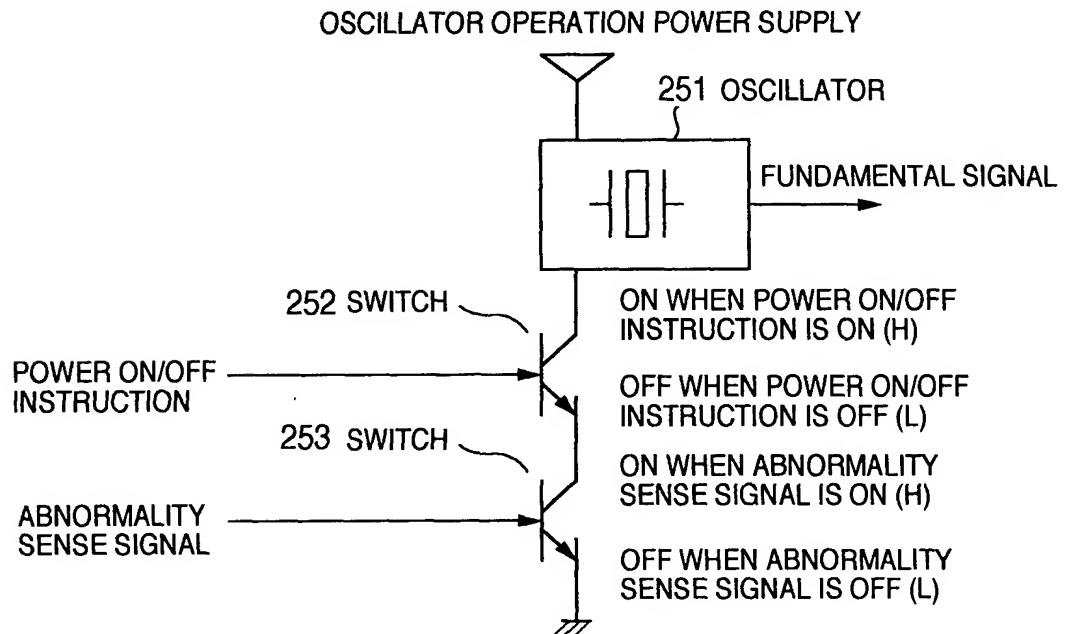 OSCILLATOR OPERATION POWER SUPPLY
251 OSCILLATOR
FUNDAMENTAL SIGNAL
252 SWITCH
ON WHEN POWER ON/OFF
INSTRUCTION IS ON (H)
POWER ON/OFF
INSTRUCTION
OFF WHEN POWER ON/OFF
INSTRUCTION IS OFF (L)
253 SWITCH
ON WHEN ABNORMALITY
SENSE SIGNAL IS ON (H)
ABNORMALITY
SENSE SIGNAL
OFF WHEN ABNORMALITY
SENSE SIGNAL IS OFF (L)